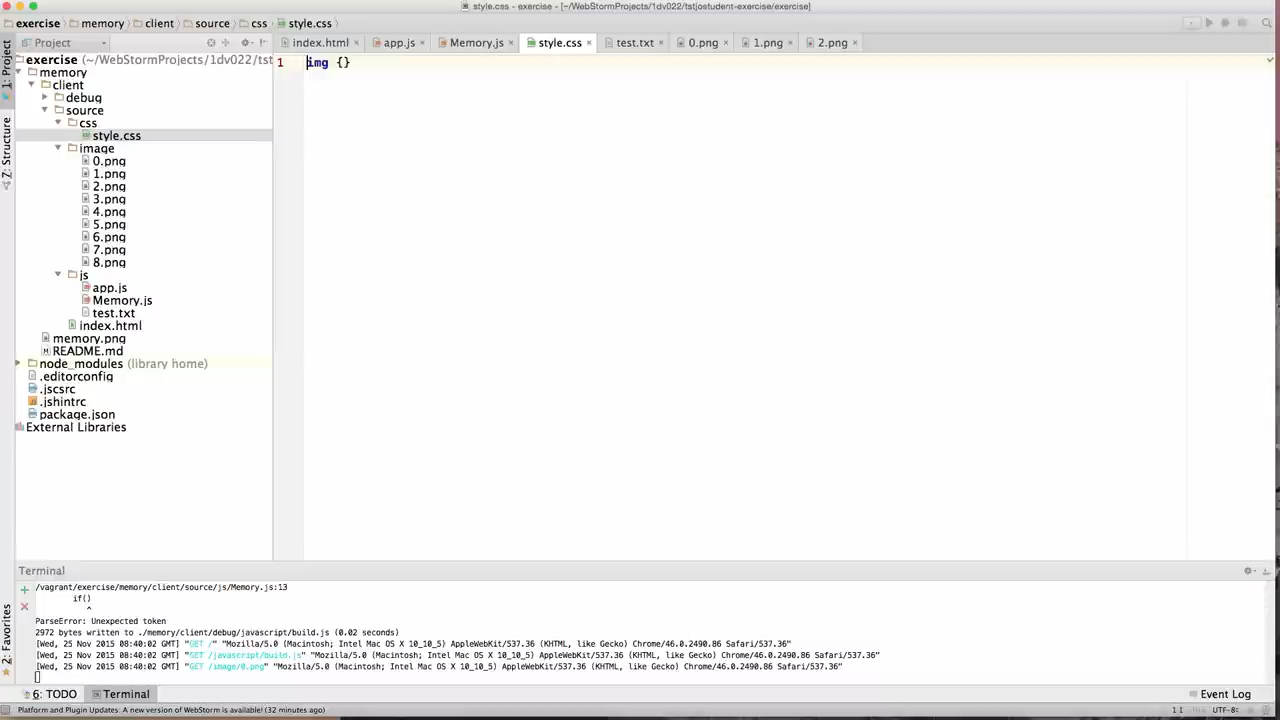 style.css - exercise - [~/WebStormProjects/1dv022/tstjostudent-exercise/exercise]
exercise memory client source css style.css
Project
index.html app.js Memory.js style.css test.txt 0.png 1.png 2.png
1: Project
Z: Structure
2: Favorites
exercise (~/WebStormProjects/1dv022/tst
memory
client
debug
source
css
style.css
image
0.png
1.png
2.png
3.png
4.png
5.png
6.png
7.png
8.png
js
app.js
Memory.js
test.txt
index.html
memory.png
README.md
node_modules (library home)
.editorconfig
.jscsrc
.jshintrc
package.json
External Libraries
1 img {}
Terminal
/vagrant/exercise/memory/client/source/js/Memory.js:13
if()
^
ParseError: Unexpected token
2972 bytes written to ./memory/client/debug/javascript/build.js (0.02 seconds)
[Wed, 25 Nov 2015 08:40:02 GMT] "GET /" "Mozilla/5.0 (Macintosh; Intel Mac OS X 10_10_5) AppleWebKit/537.36 (KHTML, like Gecko) Chrome/46.0.2490.86 Safari/537.36"
[Wed, 25 Nov 2015 08:40:02 GMT] "GET /javascript/build.js" "Mozilla/5.0 (Macintosh; Intel Mac OS X 10_10_5) AppleWebKit/537.36 (KHTML, like Gecko) Chrome/46.0.2490.86 Safari/537.36"
[Wed, 25 Nov 2015 08:40:02 GMT] "GET /image/0.png" "Mozilla/5.0 (Macintosh; Intel Mac OS X 10_10_5) AppleWebKit/537.36 (KHTML, like Gecko) Chrome/46.0.2490.86 Safari/537.36"
6: TODO Terminal Event Log
Platform and Plugin Updates: A new version of WebStorm is available! (32 minutes ago) 1:1 UTF-8